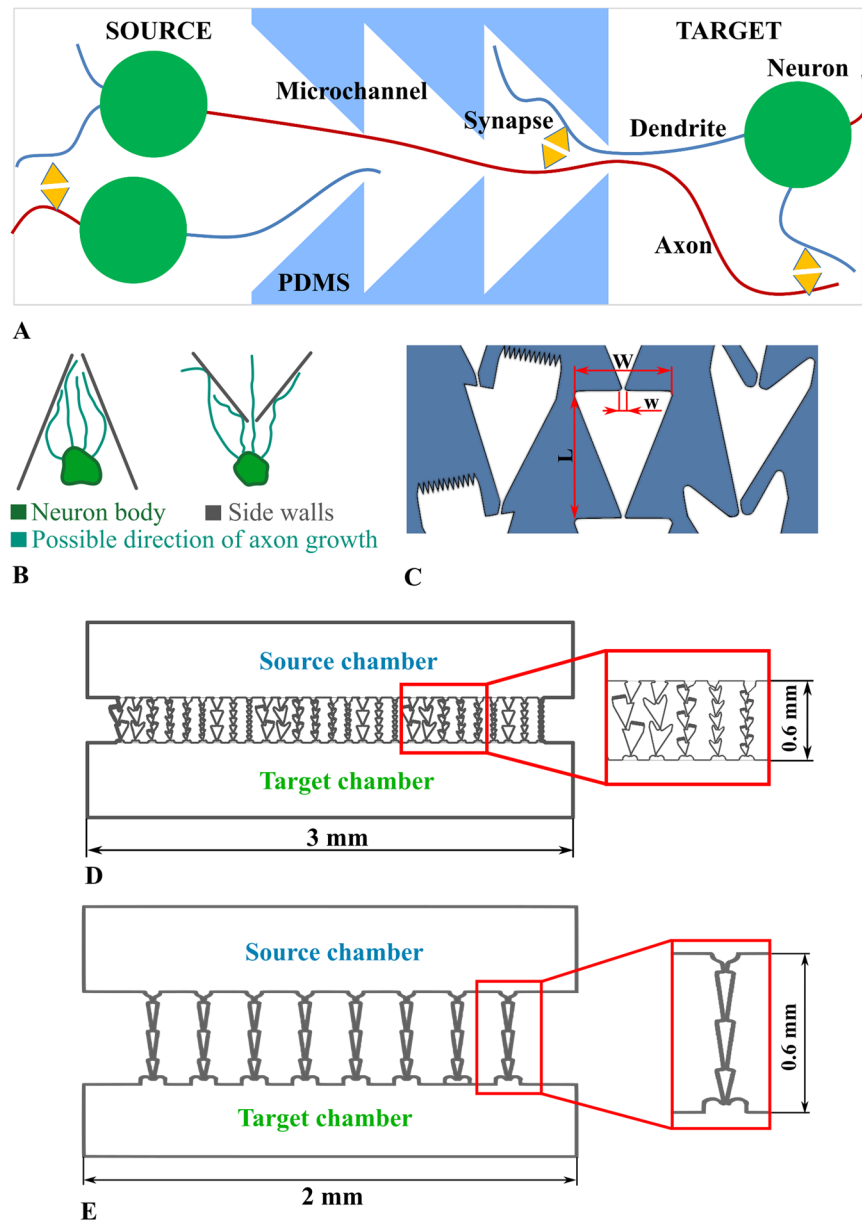 SOURCE
TARGET
Microchannel
Neuron
Synapse
Dendrite
Axon
PDMS
A
Neuron body
Side walls
Possible direction of axon growth
B
W
w
L
C
Source chamber
Target chamber
3 mm
0.6 mm
D
Source chamber
Target chamber
2 mm
0.6 mm
E